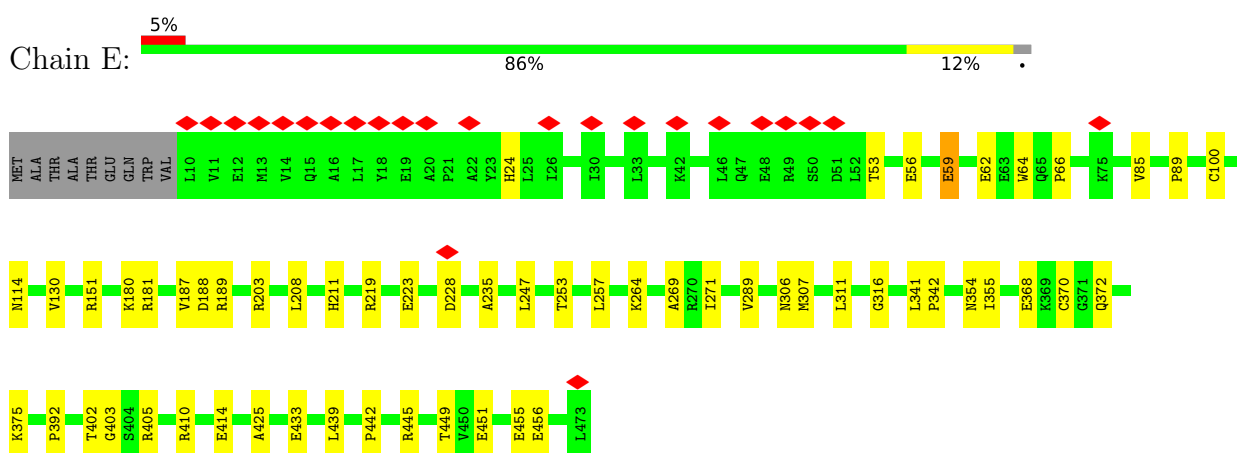 5%
Chain E:
86% 12% •
MET ALA THR ALA THR GLU GLN TRP VAL L10 V11 E12 M13 V14 Q15 A16 L17 Y18 E19 A20 P21 A22 Y23 H24 L25 I26 I30 L33 K42 L46 Q47 E48 R49 S50 D51 L52 T53 E56 E59 E62 E63 W64 Q65 P66 K75 V85 P89 C100
N114 V130 R151 K180 R181 V187 D188 R189 R203 L208 H211 R219 E223 D228 A235 L247 T253 L257 K264 A269 R270 I271 V289 N306 M307 L311 G316 L341 P342 N354 I355 E368 K369 C370 G371 Q372
K375 P392 T402 G403 S404 R405 R410 E414 A425 E433 L439 P442 R445 T449 V450 E451 E455 E456 L473